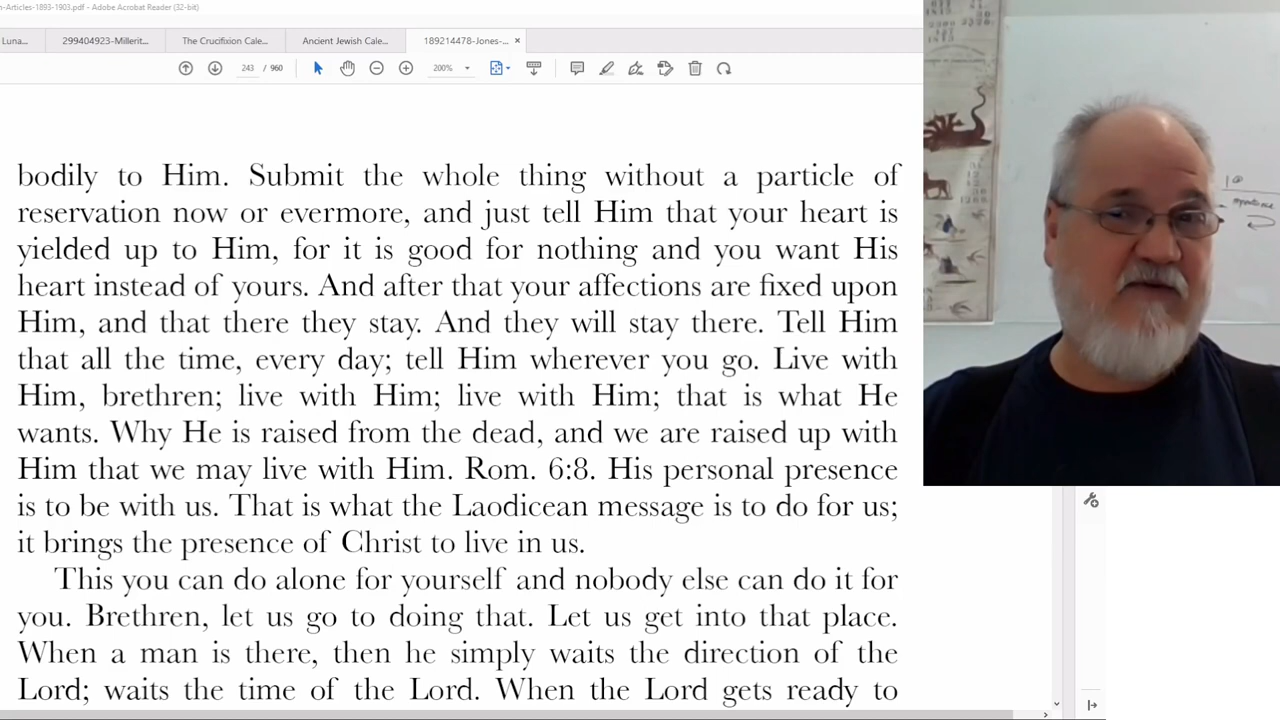 n-Articles-1893-1903.pdf - Adobe Acrobat Reader (32-bit)
Luna...
299404923-Millerit...
The Crucifixion Cale...
Ancient Jewish Cale...
189214478-Jones-... ×
243 / 960
200%
bodily to Him. Submit the whole thing without a particle of
reservation now or evermore, and just tell Him that your heart is
yielded up to Him, for it is good for nothing and you want His
heart instead of yours. And after that your affections are fixed upon
Him, and that there they stay. And they will stay there. Tell Him
that all the time, every day; tell Him wherever you go. Live with
Him, brethren; live with Him; live with Him; that is what He
wants. Why He is raised from the dead, and we are raised up with
Him that we may live with Him. Rom. 6:8. His personal presence
is to be with us. That is what the Laodicean message is to do for us;
it brings the presence of Christ to live in us.
This you can do alone for yourself and nobody else can do it for
you. Brethren, let us go to doing that. Let us get into that place.
When a man is there, then he simply waits the direction of the
Lord; waits the time of the Lord. When the Lord gets ready to